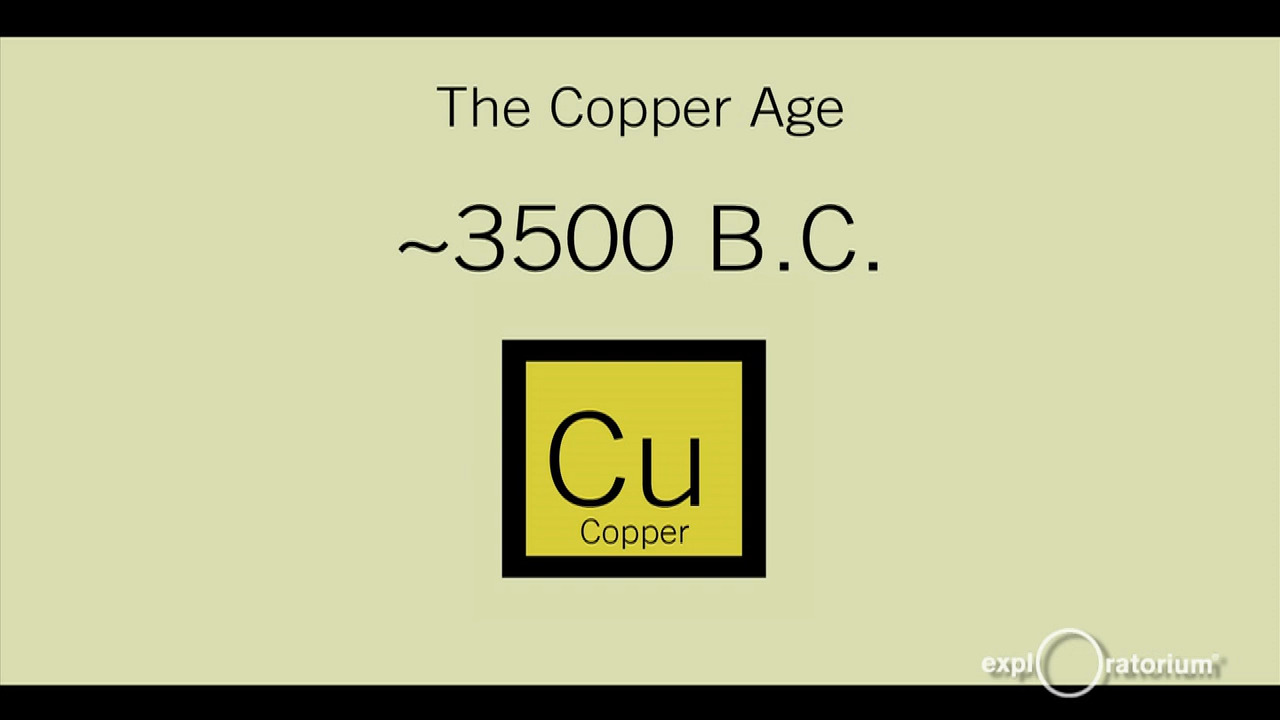 The Copper Age
~3500 B.C.
Cu
Copper
exploratorium